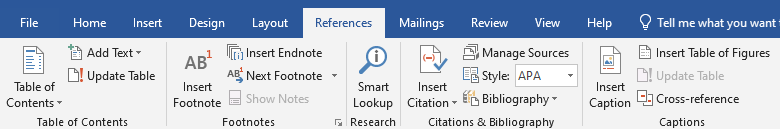 File Home Insert Design Layout References Mailings Review View Help Tell me what you want
Table of Contents
Add Text
Update Table
Table of Contents
AB1
Insert Footnote
Insert Endnote
AB1 Next Footnote
Show Notes
Footnotes
Smart Lookup
Research
Insert Citation
Manage Sources
Style: APA
Bibliography
Citations & Bibliography
Insert Caption
Insert Table of Figures
Update Table
Cross-reference
Captions